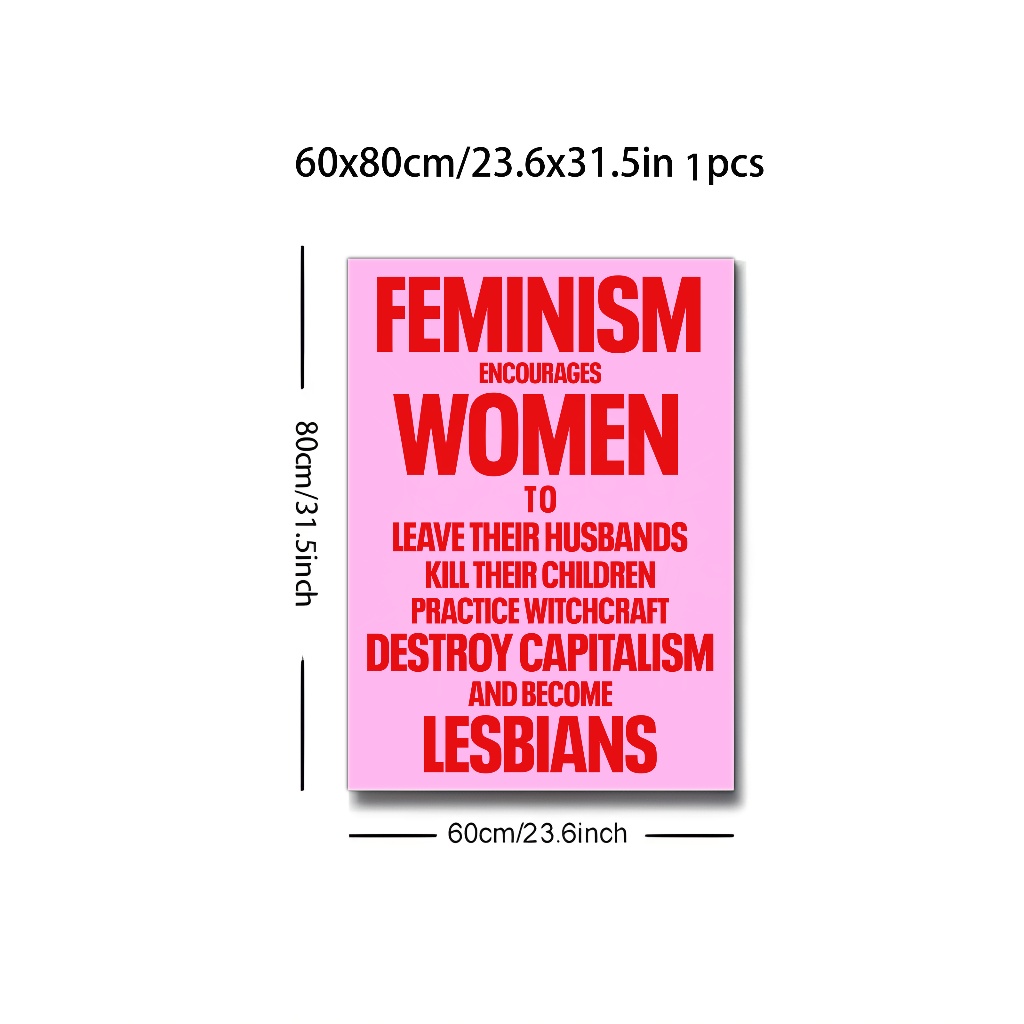 60x80cm/23.6x31.5in 1pcs
FEMINISM
ENCOURAGES
WOMEN
TO
LEAVE THEIR HUSBANDS
KILL THEIR CHILDREN
PRACTICE WITCHCRAFT
DESTROY CAPITALISM
AND BECOME
LESBIANS
80cm/31.5inch
60cm/23.6inch